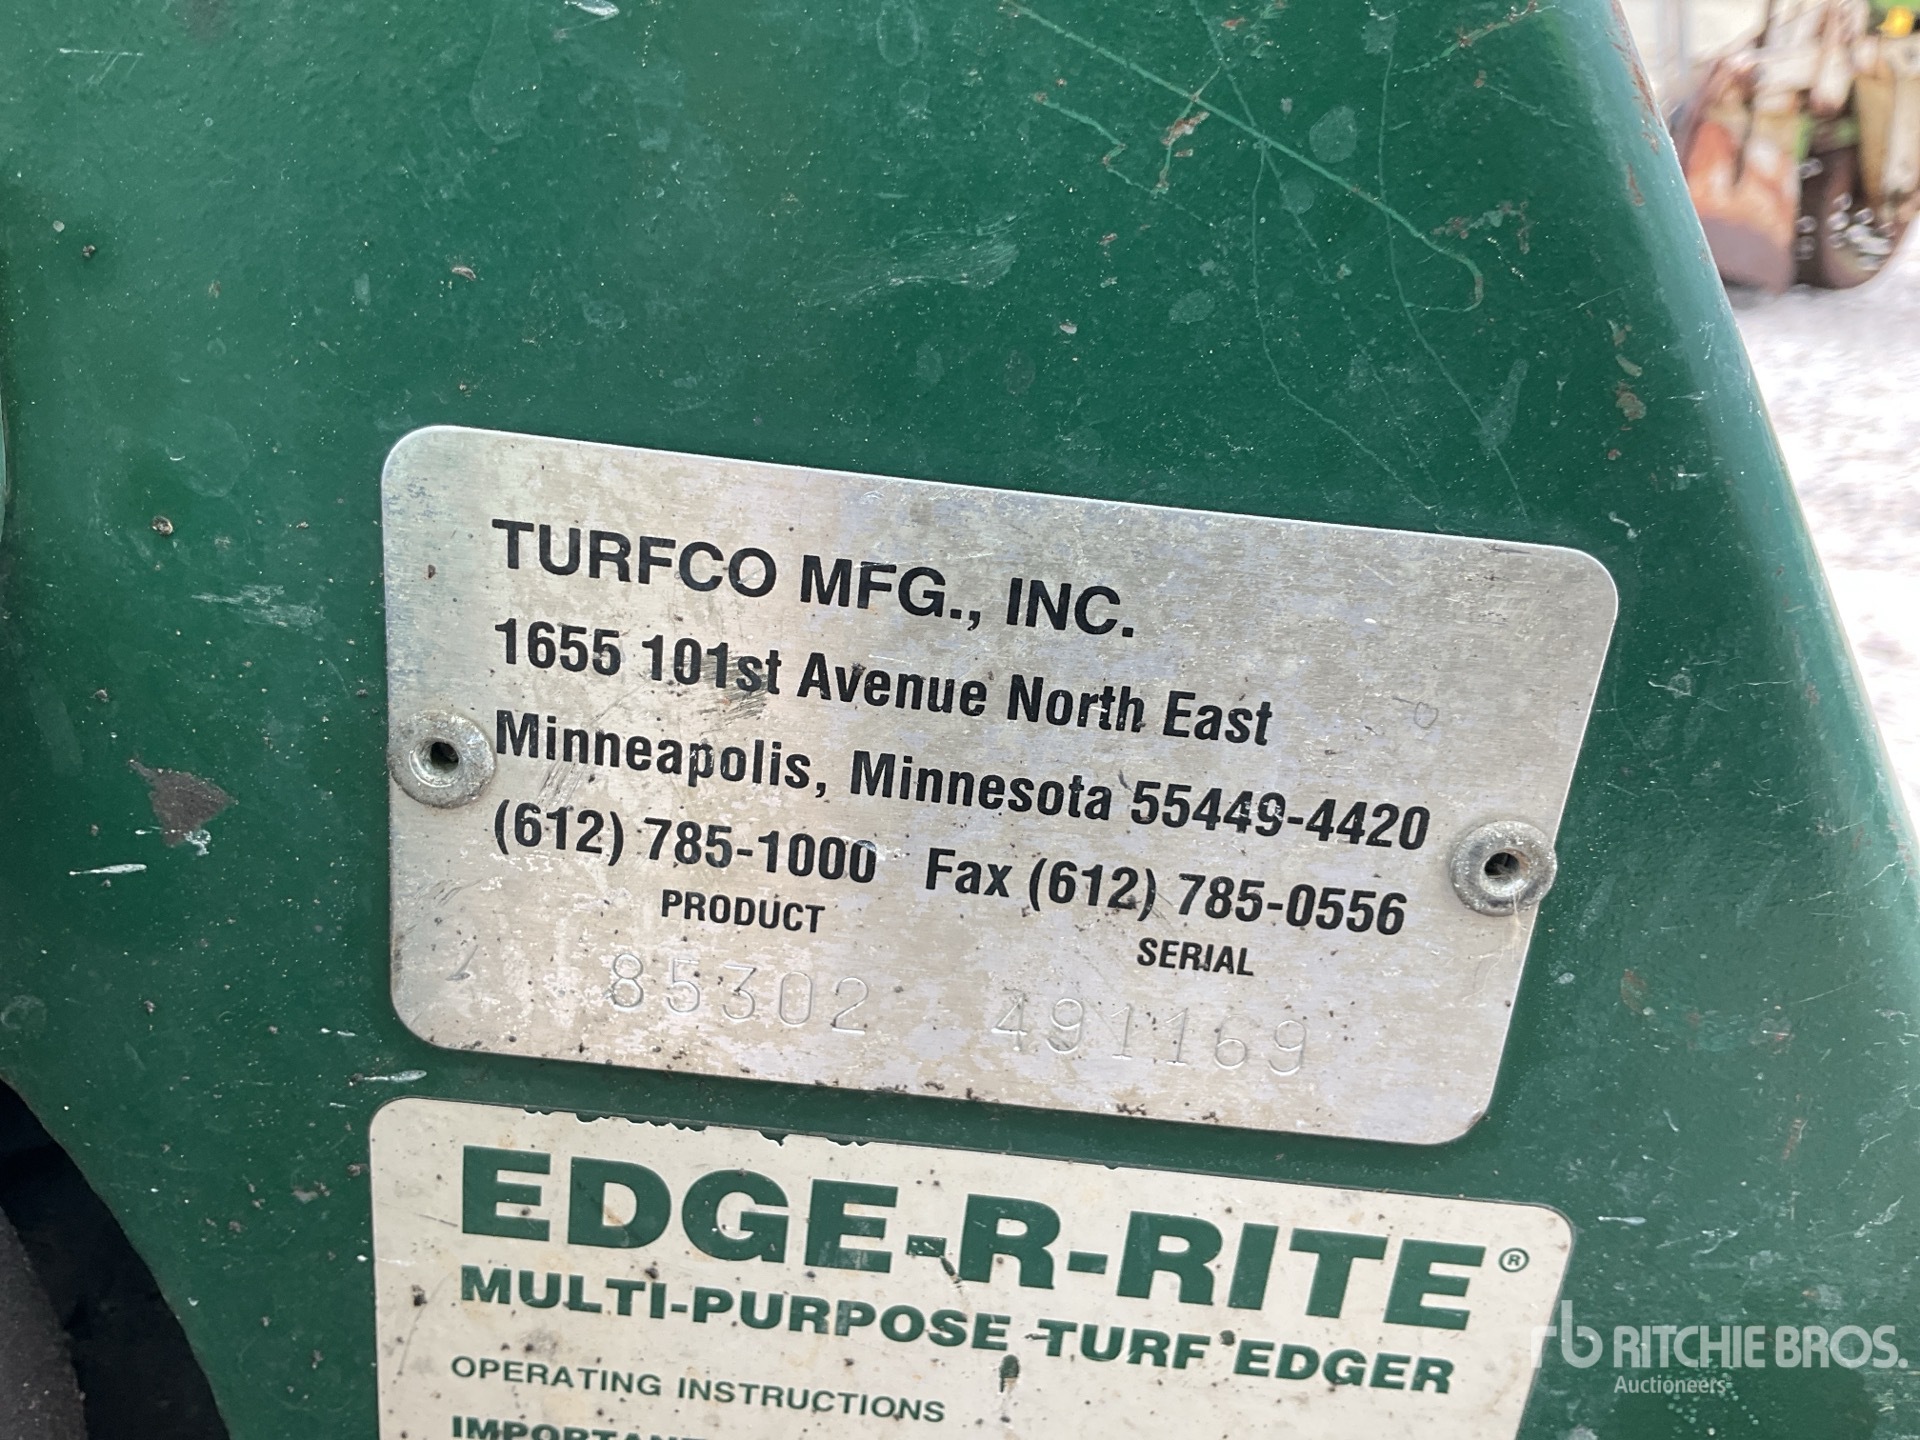 TURFCO MFG., INC.
1655 101st Avenue North East
Minneapolis, Minnesota 55449-4420
(612) 785-1000 Fax (612) 785-0556
PRODUCT SERIAL
85302 491169
EDGE-R-RITE®
MULTI-PURPOSE TURF EDGER
OPERATING INSTRUCTIONS
rb RITCHIE BROS.
Auctioneers